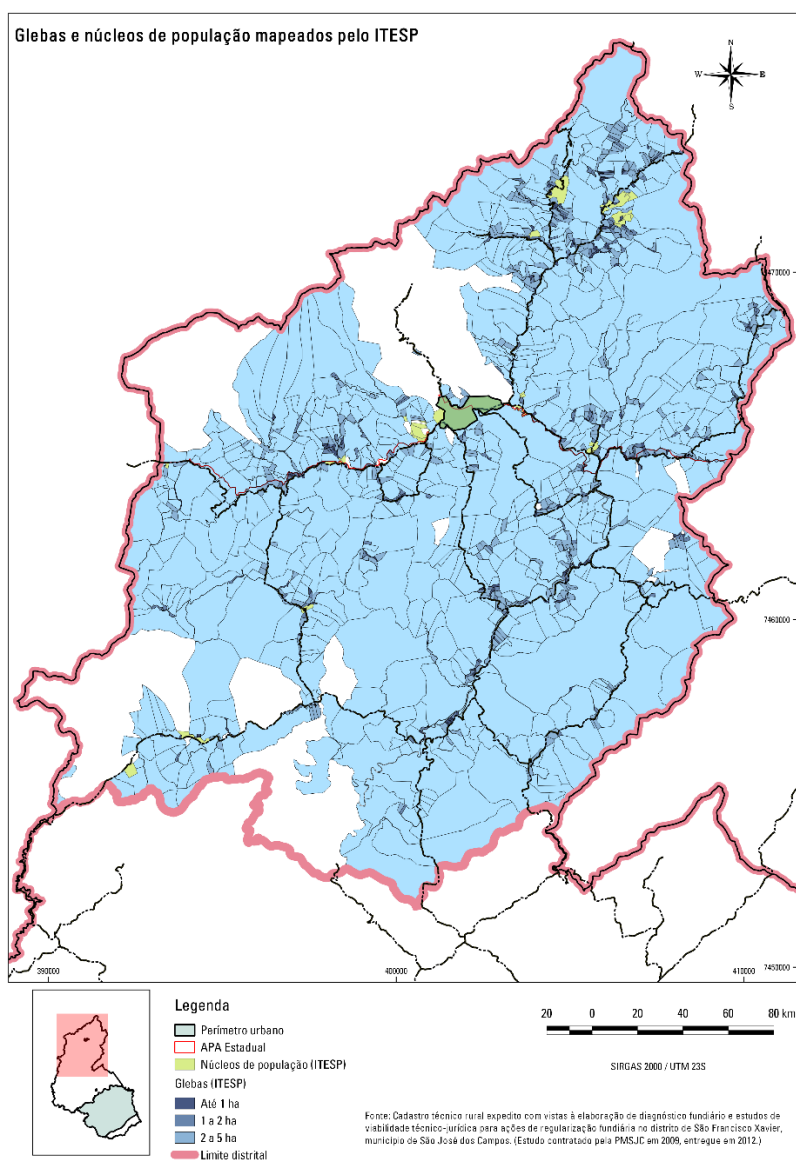 Glebas e núcleos de população mapeados pelo ITESP
N
W E
S
7470000
7460000
7450000
390000 400000 410000
Legenda
Perímetro urbano
APA Estadual
Núcleos de população (ITESP)
Glebas (ITESP)
Até 1 ha
1 a 2 ha
2 a 5 ha
Limite distrital
20 0 20 40 60 80 km
SIRGAS 2000 / UTM 23S
Fonte: Cadastro técnico rural expedito com vistas à elaboração de diagnóstico fundiário e estudos de
viabilidade técnico-jurídica para ações de regularização fundiária no distrito de São Francisco Xavier,
município de São José dos Campos. (Estudo contratado pela PMSJC em 2009, entregue em 2012.)